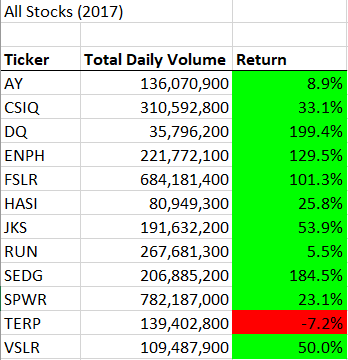 All Stocks (2017)
Ticker Total Daily Volume Return
AY 136,070,900 8.9%
CSIQ 310,592,800 33.1%
DQ 35,796,200 199.4%
ENPH 221,772,100 129.5%
FSLR 684,181,400 101.3%
HASI 80,949,300 25.8%
JKS 191,632,200 53.9%
RUN 267,681,300 5.5%
SEDG 206,885,200 184.5%
SPWR 782,187,000 23.1%
TERP 139,402,800 -7.2%
VSLR 109,487,900 50.0%